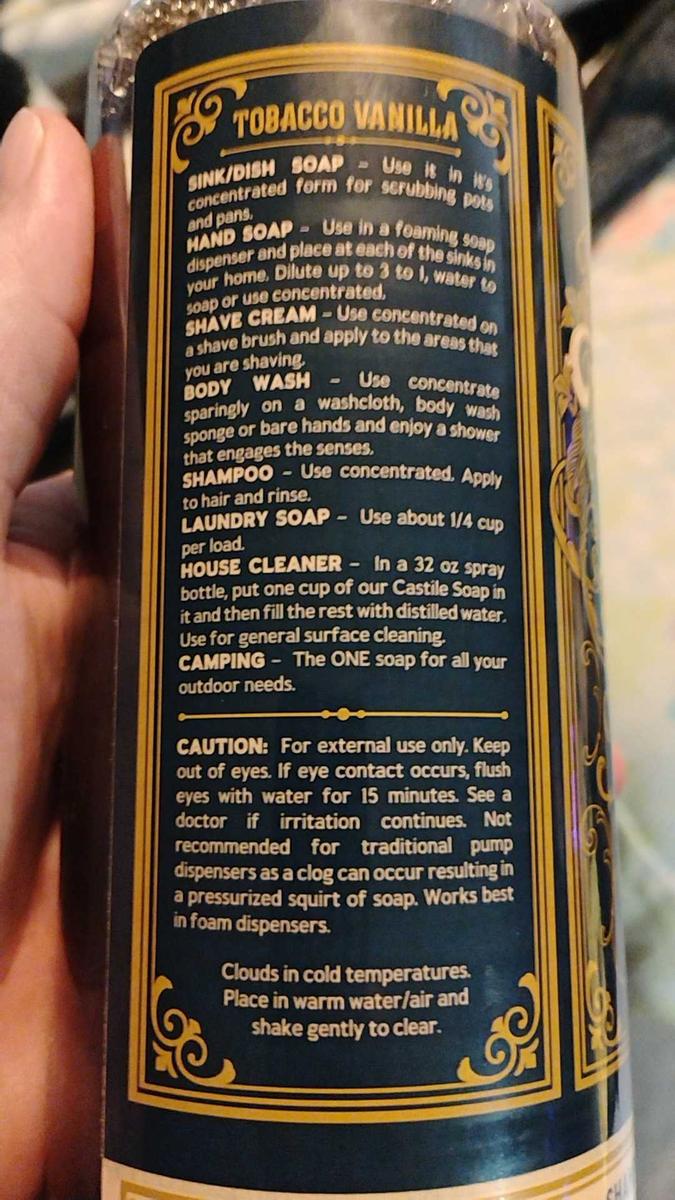 TOBACCO VANILLA
SINK/DISH SOAP – Use it in it's
concentrated form for scrubbing pots
and pans.
HAND SOAP – Use in a foaming soap
dispenser and place at each of the sinks in
your home. Dilute up to 3 to 1, water to
soap or use concentrated.
SHAVE CREAM – Use concentrated on
a shave brush and apply to the areas that
you are shaving.
BODY WASH – Use concentrate
sparingly on a washcloth, body wash
sponge or bare hands and enjoy a shower
that engages the senses.
SHAMPOO – Use concentrated. Apply
to hair and rinse.
LAUNDRY SOAP – Use about 1/4 cup
per load.
HOUSE CLEANER – In a 32 oz spray
bottle, put one cup of our Castile Soap in
it and then fill the rest with distilled water.
Use for general surface cleaning.
CAMPING – The ONE soap for all your
outdoor needs.
CAUTION: For external use only. Keep
out of eyes. If eye contact occurs, flush
eyes with water for 15 minutes. See a
doctor if irritation continues. Not
recommended for traditional pump
dispensers as a clog can occur resulting in
a pressurized squirt of soap. Works best
in foam dispensers.
Clouds in cold temperatures.
Place in warm water/air and
shake gently to clear.